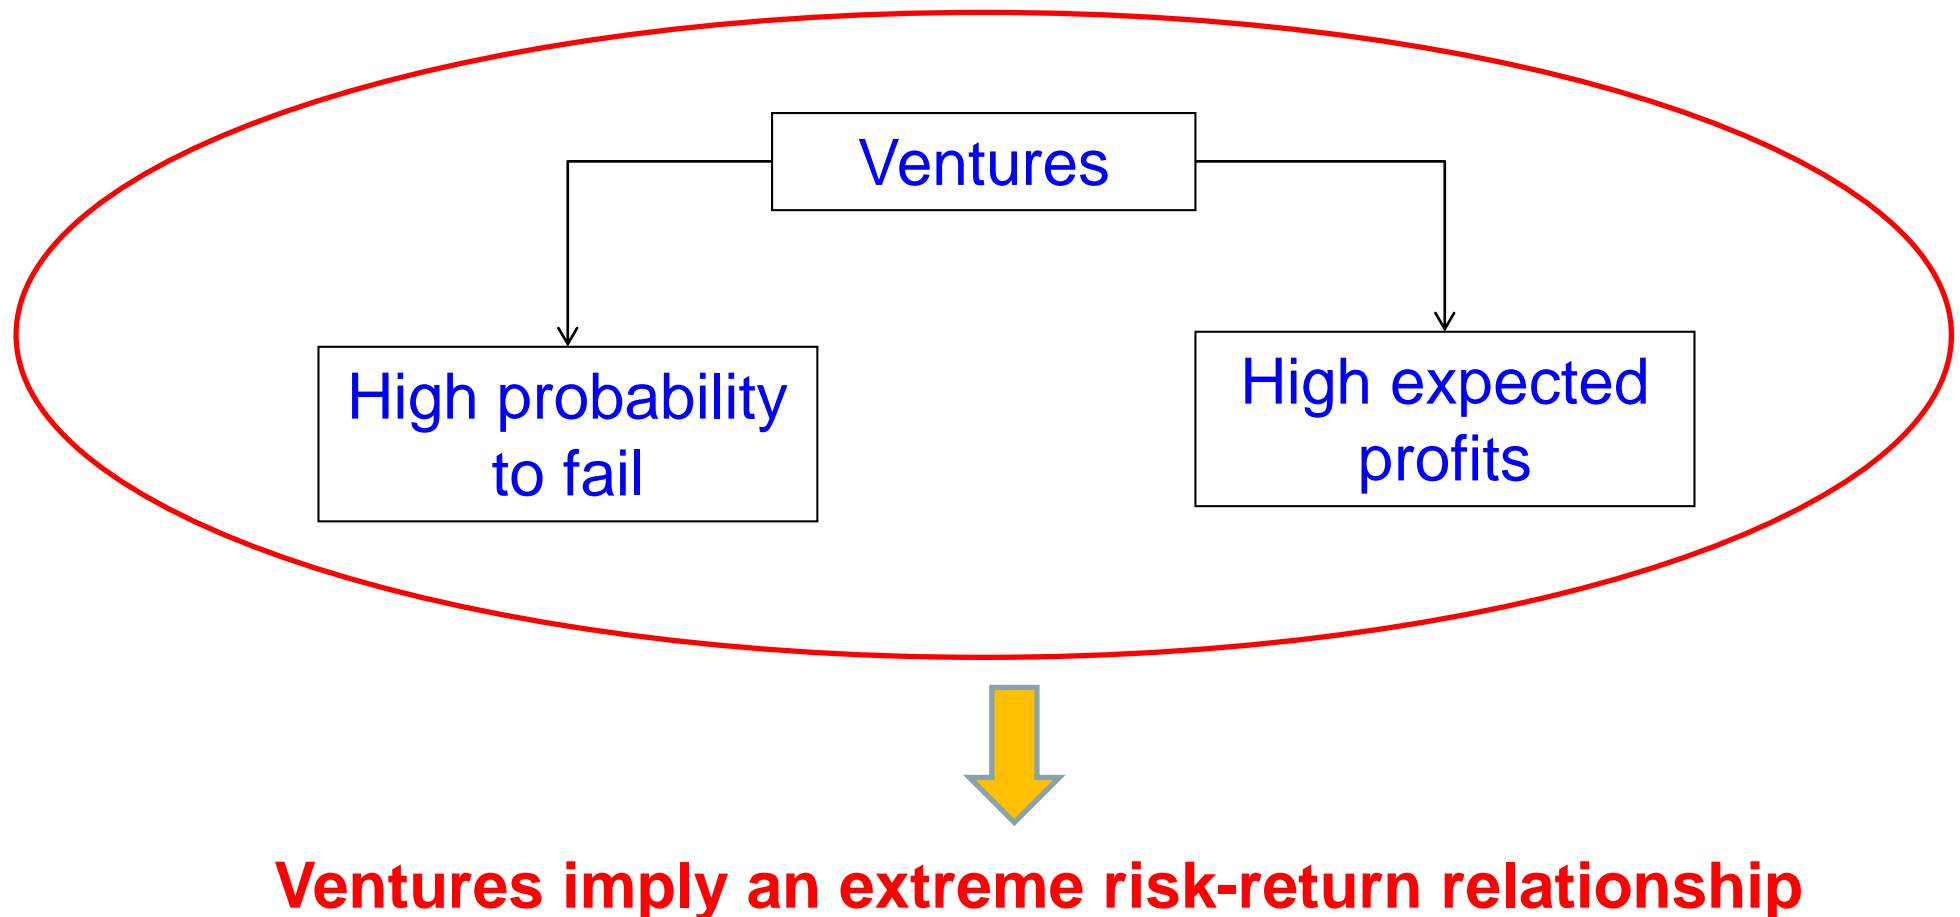 Ventures
High probability
to fail
High expected
profits
Ventures imply an extreme risk-return relationship